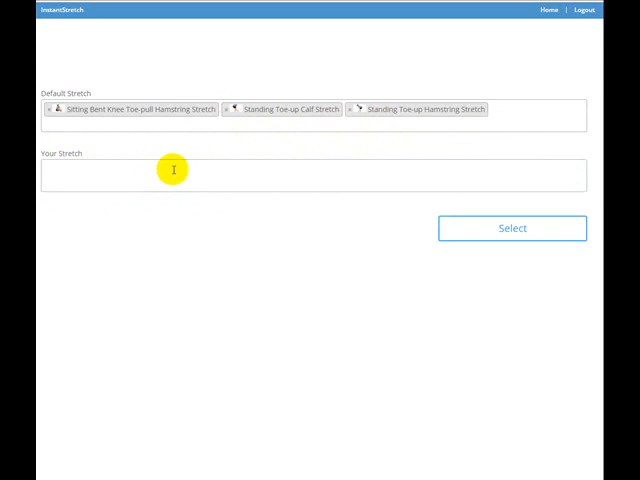 InstantStretch Home | Logout
Default Stretch
× Sitting Bent Knee Toe-pull Hamstring Stretch × Standing Toe-up Calf Stretch × Standing Toe-up Hamstring Stretch
Your Stretch
Select